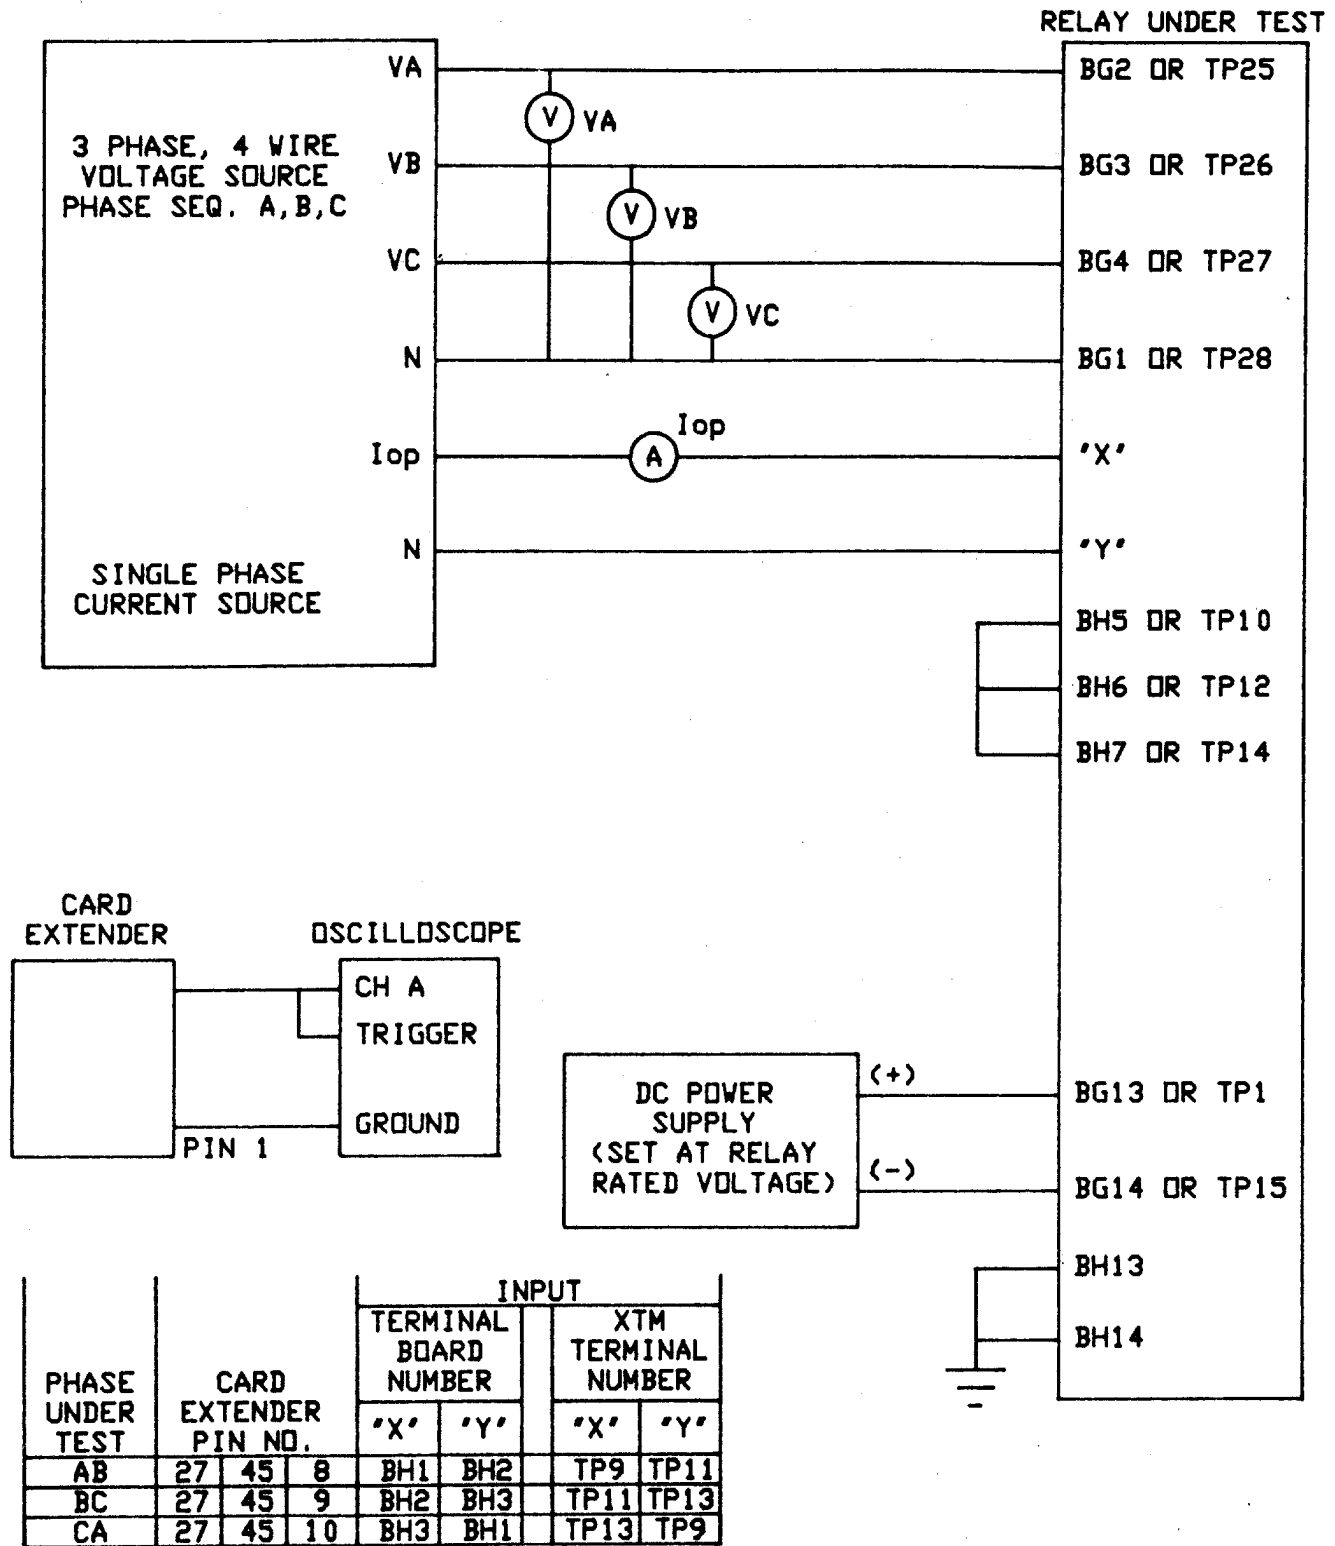 RELAY UNDER TEST
3 PHASE, 4 WIRE
VOLTAGE SOURCE
PHASE SEQ. A,B,C
VA
VB
VC
N
Iop
N
SINGLE PHASE
CURRENT SOURCE
V VA
V VB
V VC
Iop
A
BG2 OR TP25
BG3 OR TP26
BG4 OR TP27
BG1 OR TP28
"X"
"Y"
BH5 OR TP10
BH6 OR TP12
BH7 OR TP14
CARD
EXTENDER
OSCILLOSCOPE
CH A
TRIGGER
GROUND
PIN 1
DC POWER
SUPPLY
(SET AT RELAY
RATED VOLTAGE)
(+)
(-)
BG13 OR TP1
BG14 OR TP15
BH13
BH14
INPUT
TERMINAL
BOARD
NUMBER
XTM
TERMINAL
NUMBER
PHASE
UNDER
TEST
CARD
EXTENDER
PIN NO.
"X" "Y" "X" "Y"
AB 27 45 8 BH1 BH2 TP9 TP11
BC 27 45 9 BH2 BH3 TP11 TP13
CA 27 45 10 BH3 BH1 TP13 TP9